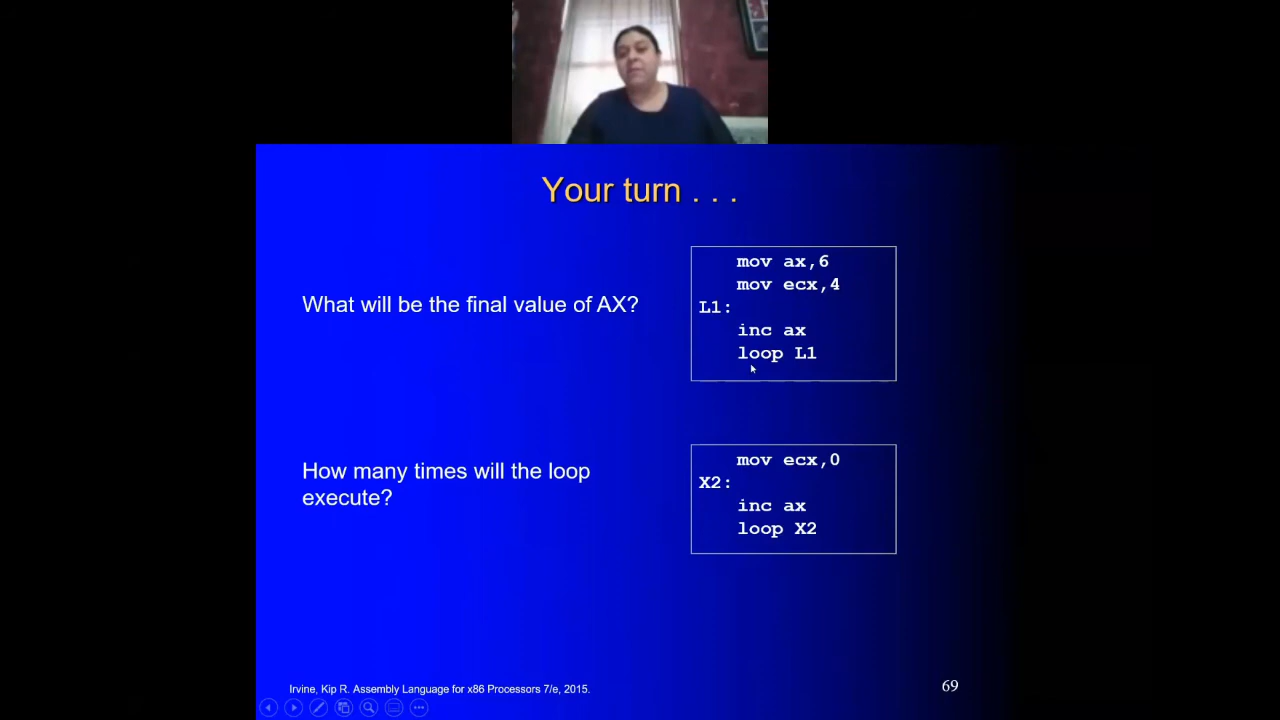 Your turn . . .
What will be the final value of AX?
mov ax,6
mov ecx,4
L1:
inc ax
loop L1
How many times will the loop
execute?
mov ecx,0
X2:
inc ax
loop X2
Irvine, Kip R. Assembly Language for x86 Processors 7/e, 2015.
69